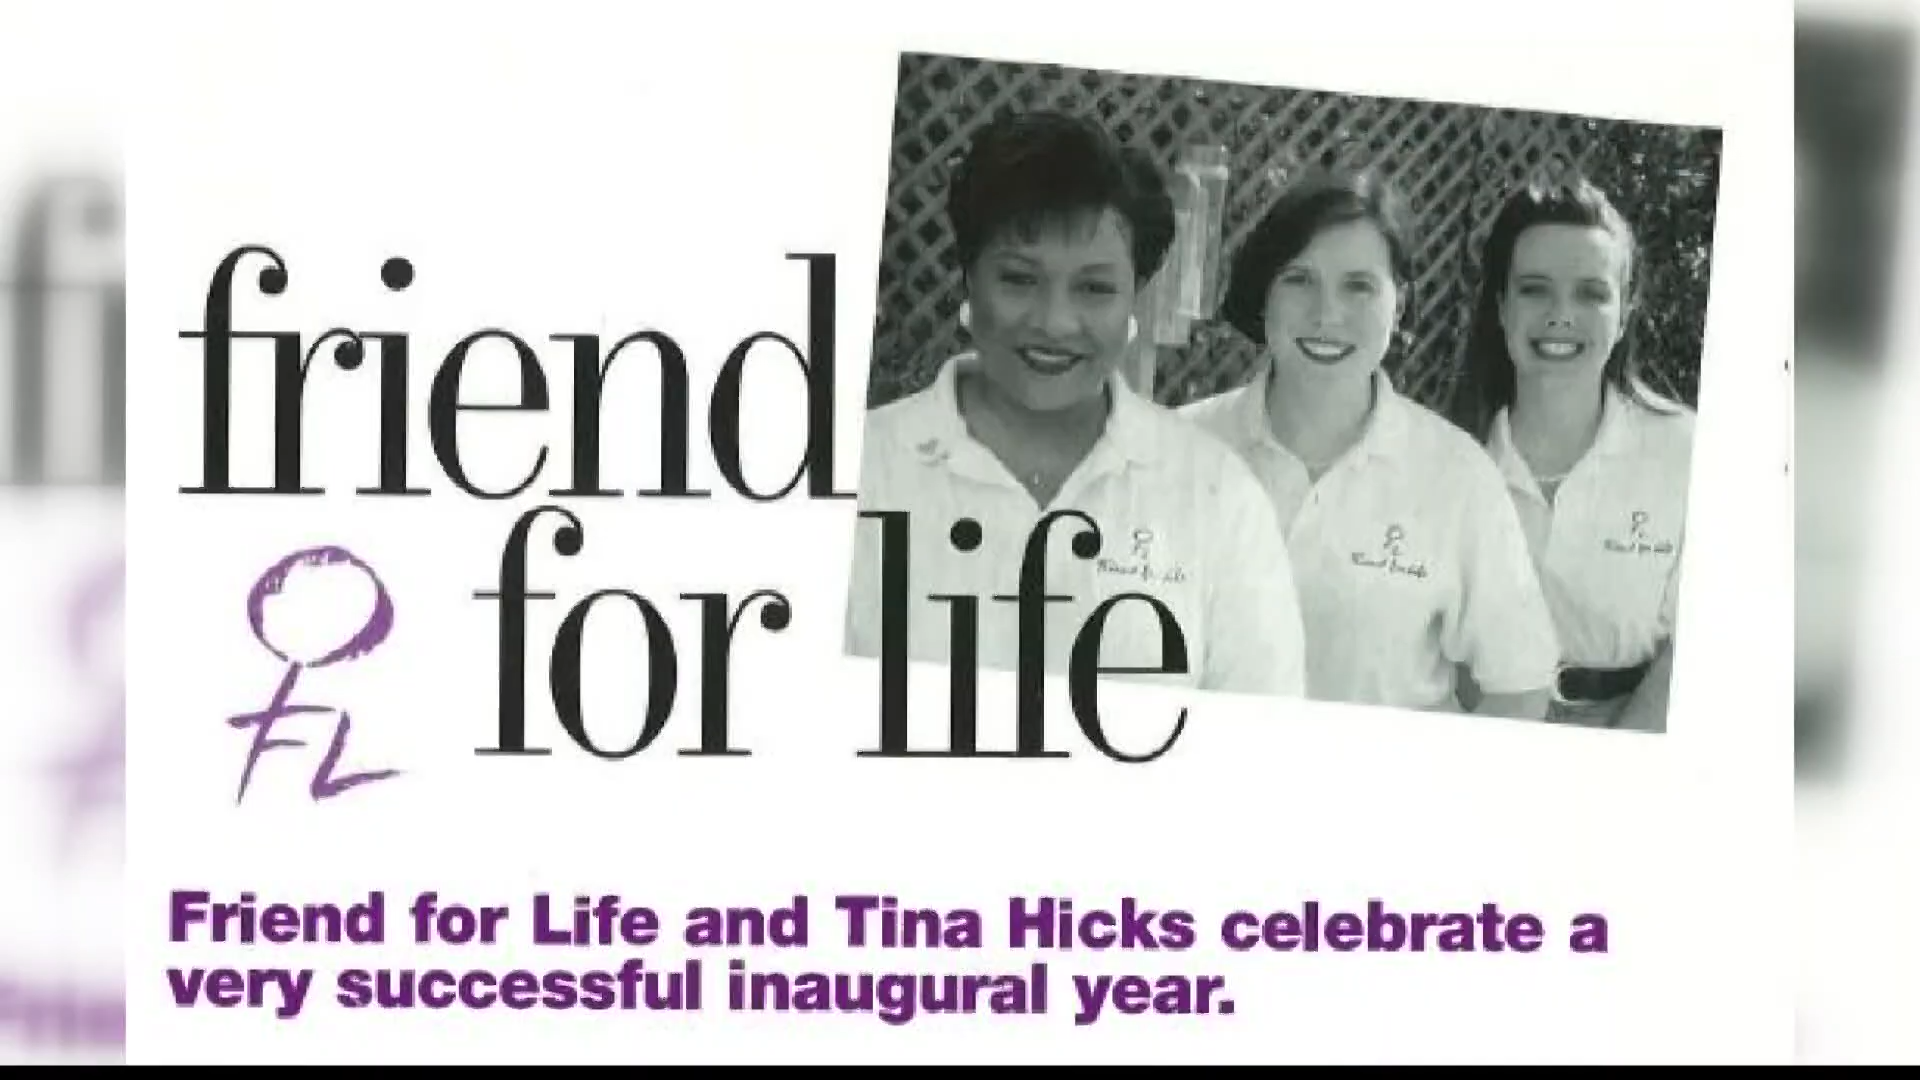 friend
for life
FL
Friend for Life and Tina Hicks celebrate a
very successful inaugural year.